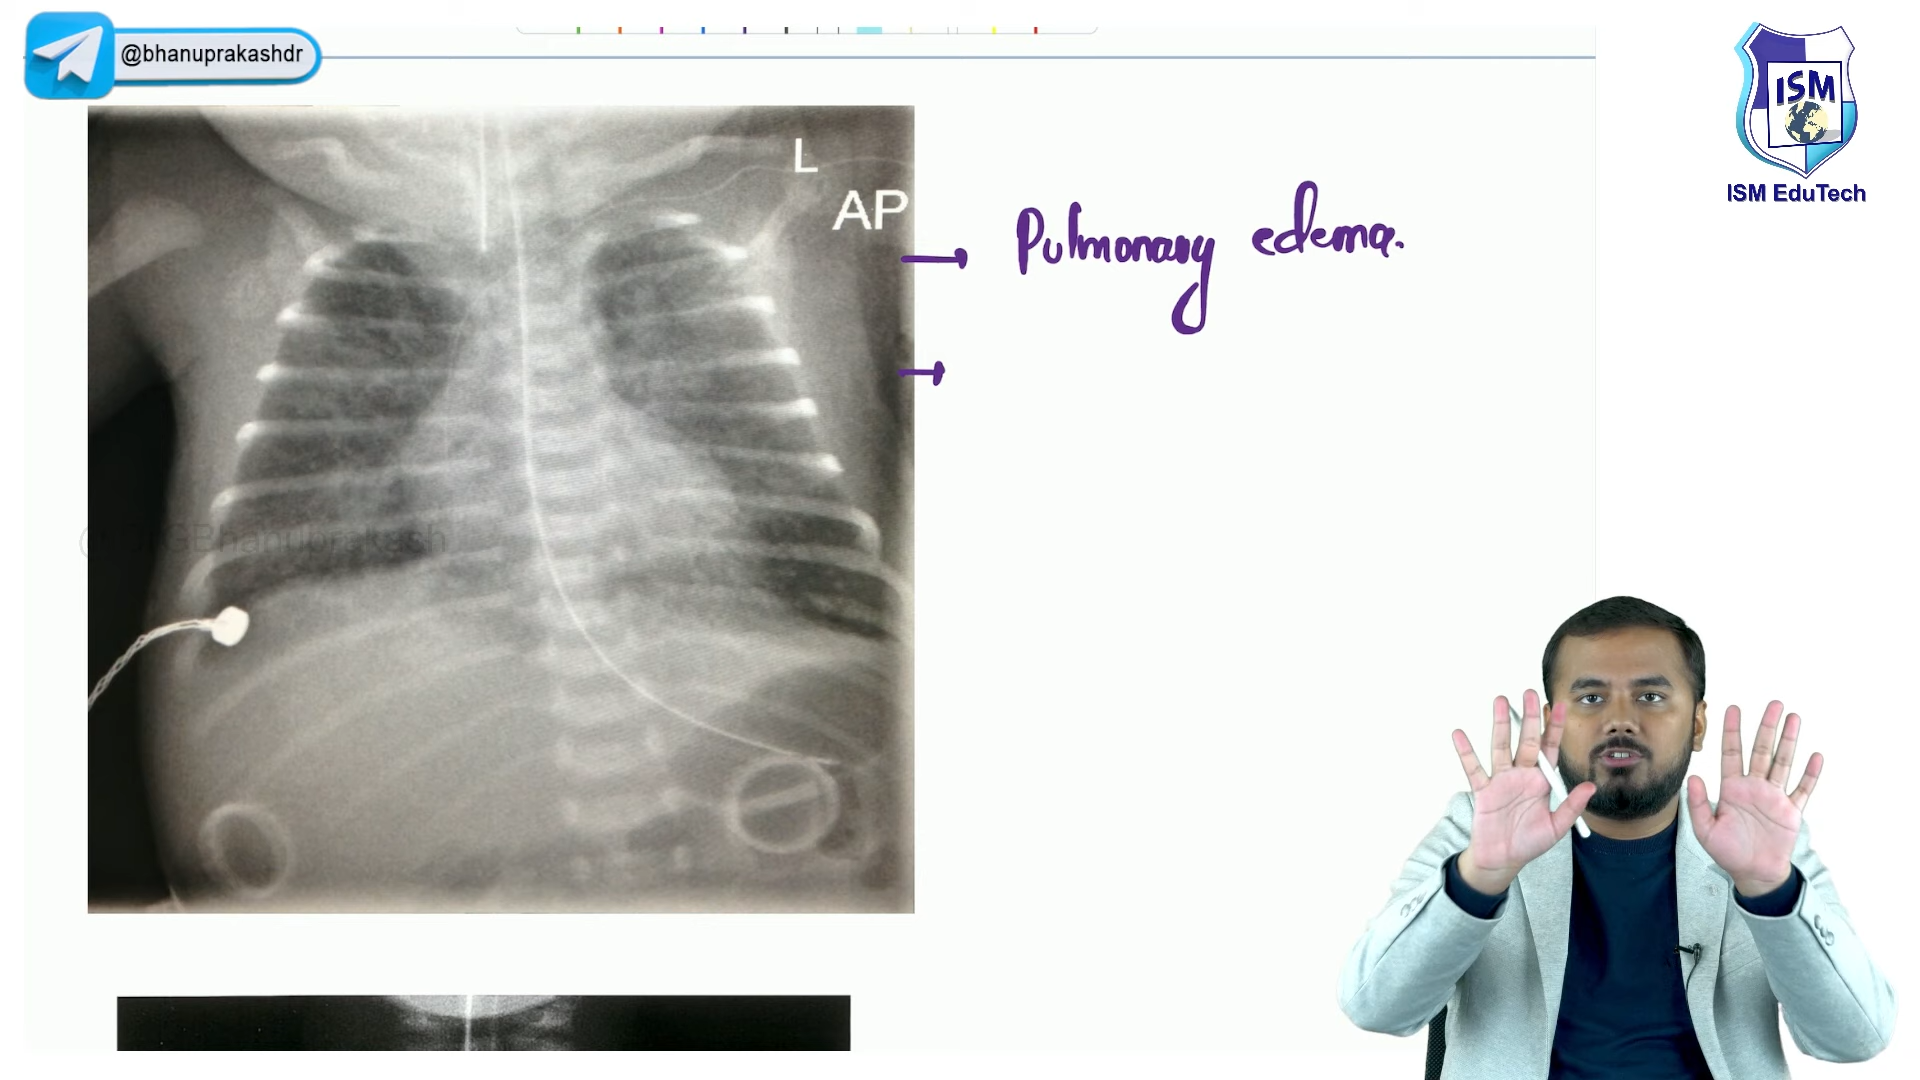 @bhanuprakashdr
ISM
ISM EduTech
L
AP
→ Pulmonary edema.
→